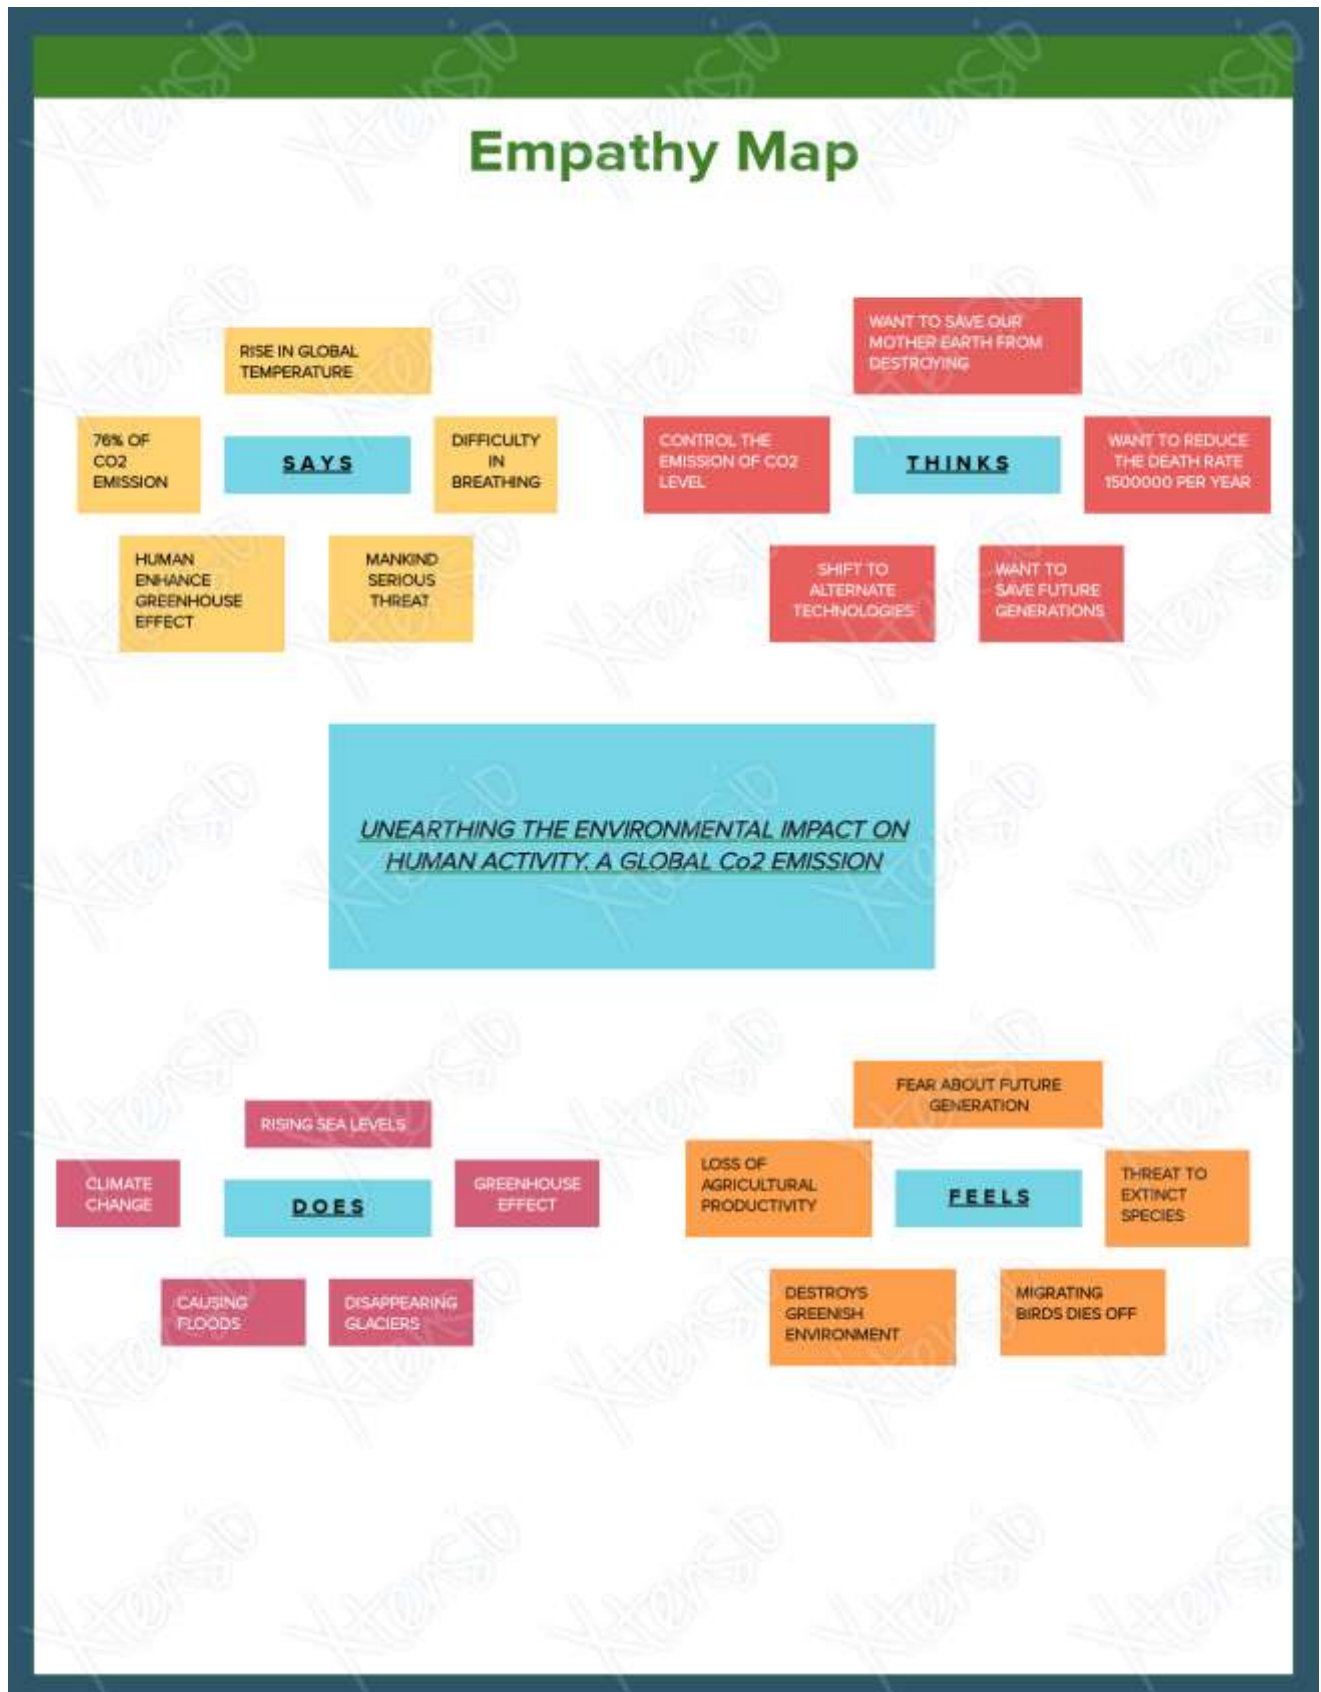 Empathy Map
RISE IN GLOBAL
TEMPERATURE
76% OF
CO2
EMISSION
SAYS
DIFFICULTY
IN
BREATHING
HUMAN
ENHANCE
GREENHOUSE
EFFECT
MANKIND
SERIOUS
THREAT
WANT TO SAVE OUR
MOTHER EARTH FROM
DESTROYING
CONTROL THE
EMISSION OF CO2
LEVEL
THINKS
WANT TO REDUCE
THE DEATH RATE
1500000 PER YEAR
SHIFT TO
ALTERNATE
TECHNOLOGIES
WANT TO
SAVE FUTURE
GENERATIONS
UNEARTHING THE ENVIRONMENTAL IMPACT ON
HUMAN ACTIVITY. A GLOBAL Co2 EMISSION
RISING SEA LEVELS
CLIMATE
CHANGE
DOES
GREENHOUSE
EFFECT
CAUSING
FLOODS
DISAPPEARING
GLACIERS
FEAR ABOUT FUTURE
GENERATION
LOSS OF
AGRICULTURAL
PRODUCTIVITY
FEELS
THREAT TO
EXTINCT
SPECIES
DESTROYS
GREENISH
ENVIRONMENT
MIGRATING
BIRDS DIES OFF